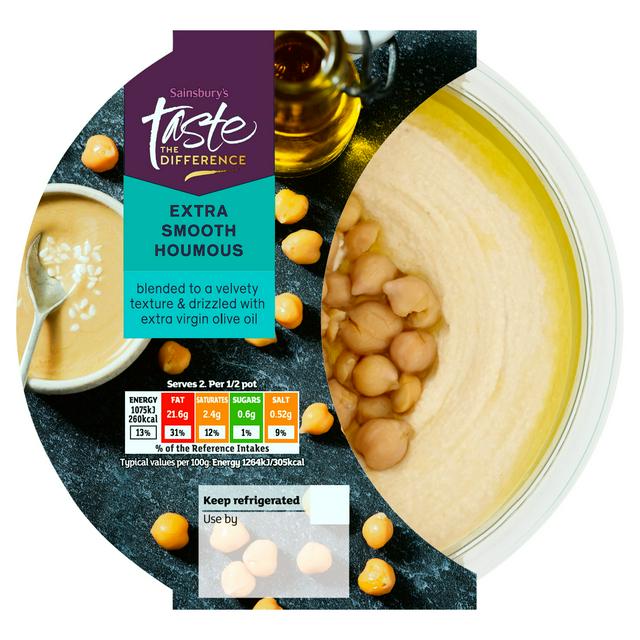 Sainsbury's
taste
THE
DIFFERENCE
EXTRA
SMOOTH
HOUMOUS
blended to a velvety
texture & drizzled with
extra virgin olive oil
Serves 2. Per 1/2 pot
ENERGY FAT SATURATES SUGARS SALT
1075kJ
260kcal 21.6g 2.4g 0.6g 0.52g
13% 31% 12% 1% 9%
% of the Reference Intakes
Typical values per 100g: Energy 1264kJ/305kcal
Keep refrigerated
Use by